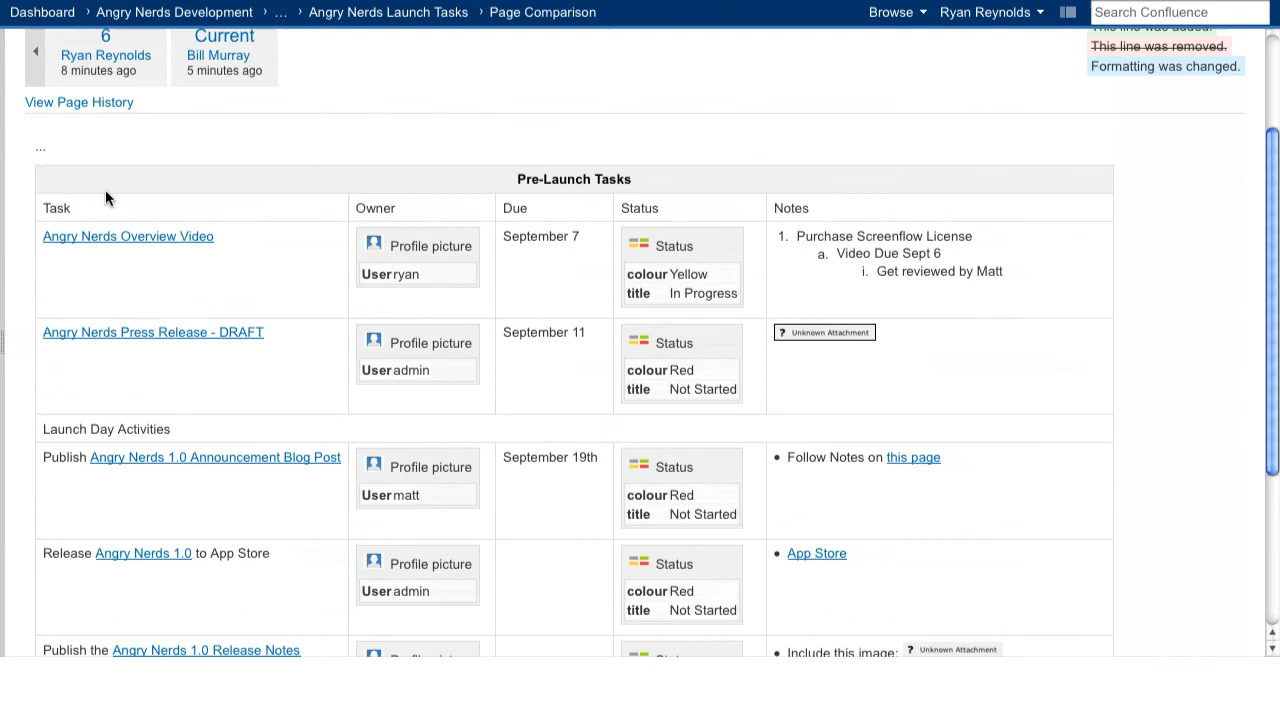 Dashboard › Angry Nerds Development › ... › Angry Nerds Launch Tasks › Page Comparison Browse Ryan Reynolds Search Confluence
This line was added.
6 Current
This line was removed.
Ryan Reynolds Bill Murray
Formatting was changed.
8 minutes ago 5 minutes ago
View Page History
...
Pre-Launch Tasks
Task Owner Due Status Notes
Angry Nerds Overview Video Profile picture September 7 Status 1. Purchase Screenflow License
a. Video Due Sept 6
User ryan colour Yellow i. Get reviewed by Matt
title In Progress
Angry Nerds Press Release - DRAFT Profile picture September 11 Status ? Unknown Attachment
User admin colour Red
title Not Started
Launch Day Activities
Publish Angry Nerds 1.0 Announcement Blog Post Profile picture September 19th Status • Follow Notes on this page
User matt colour Red
title Not Started
Release Angry Nerds 1.0 to App Store Profile picture Status • App Store
User admin colour Red
title Not Started
Publish the Angry Nerds 1.0 Release Notes Profile picture Status • Include this image: ? Unknown Attachment